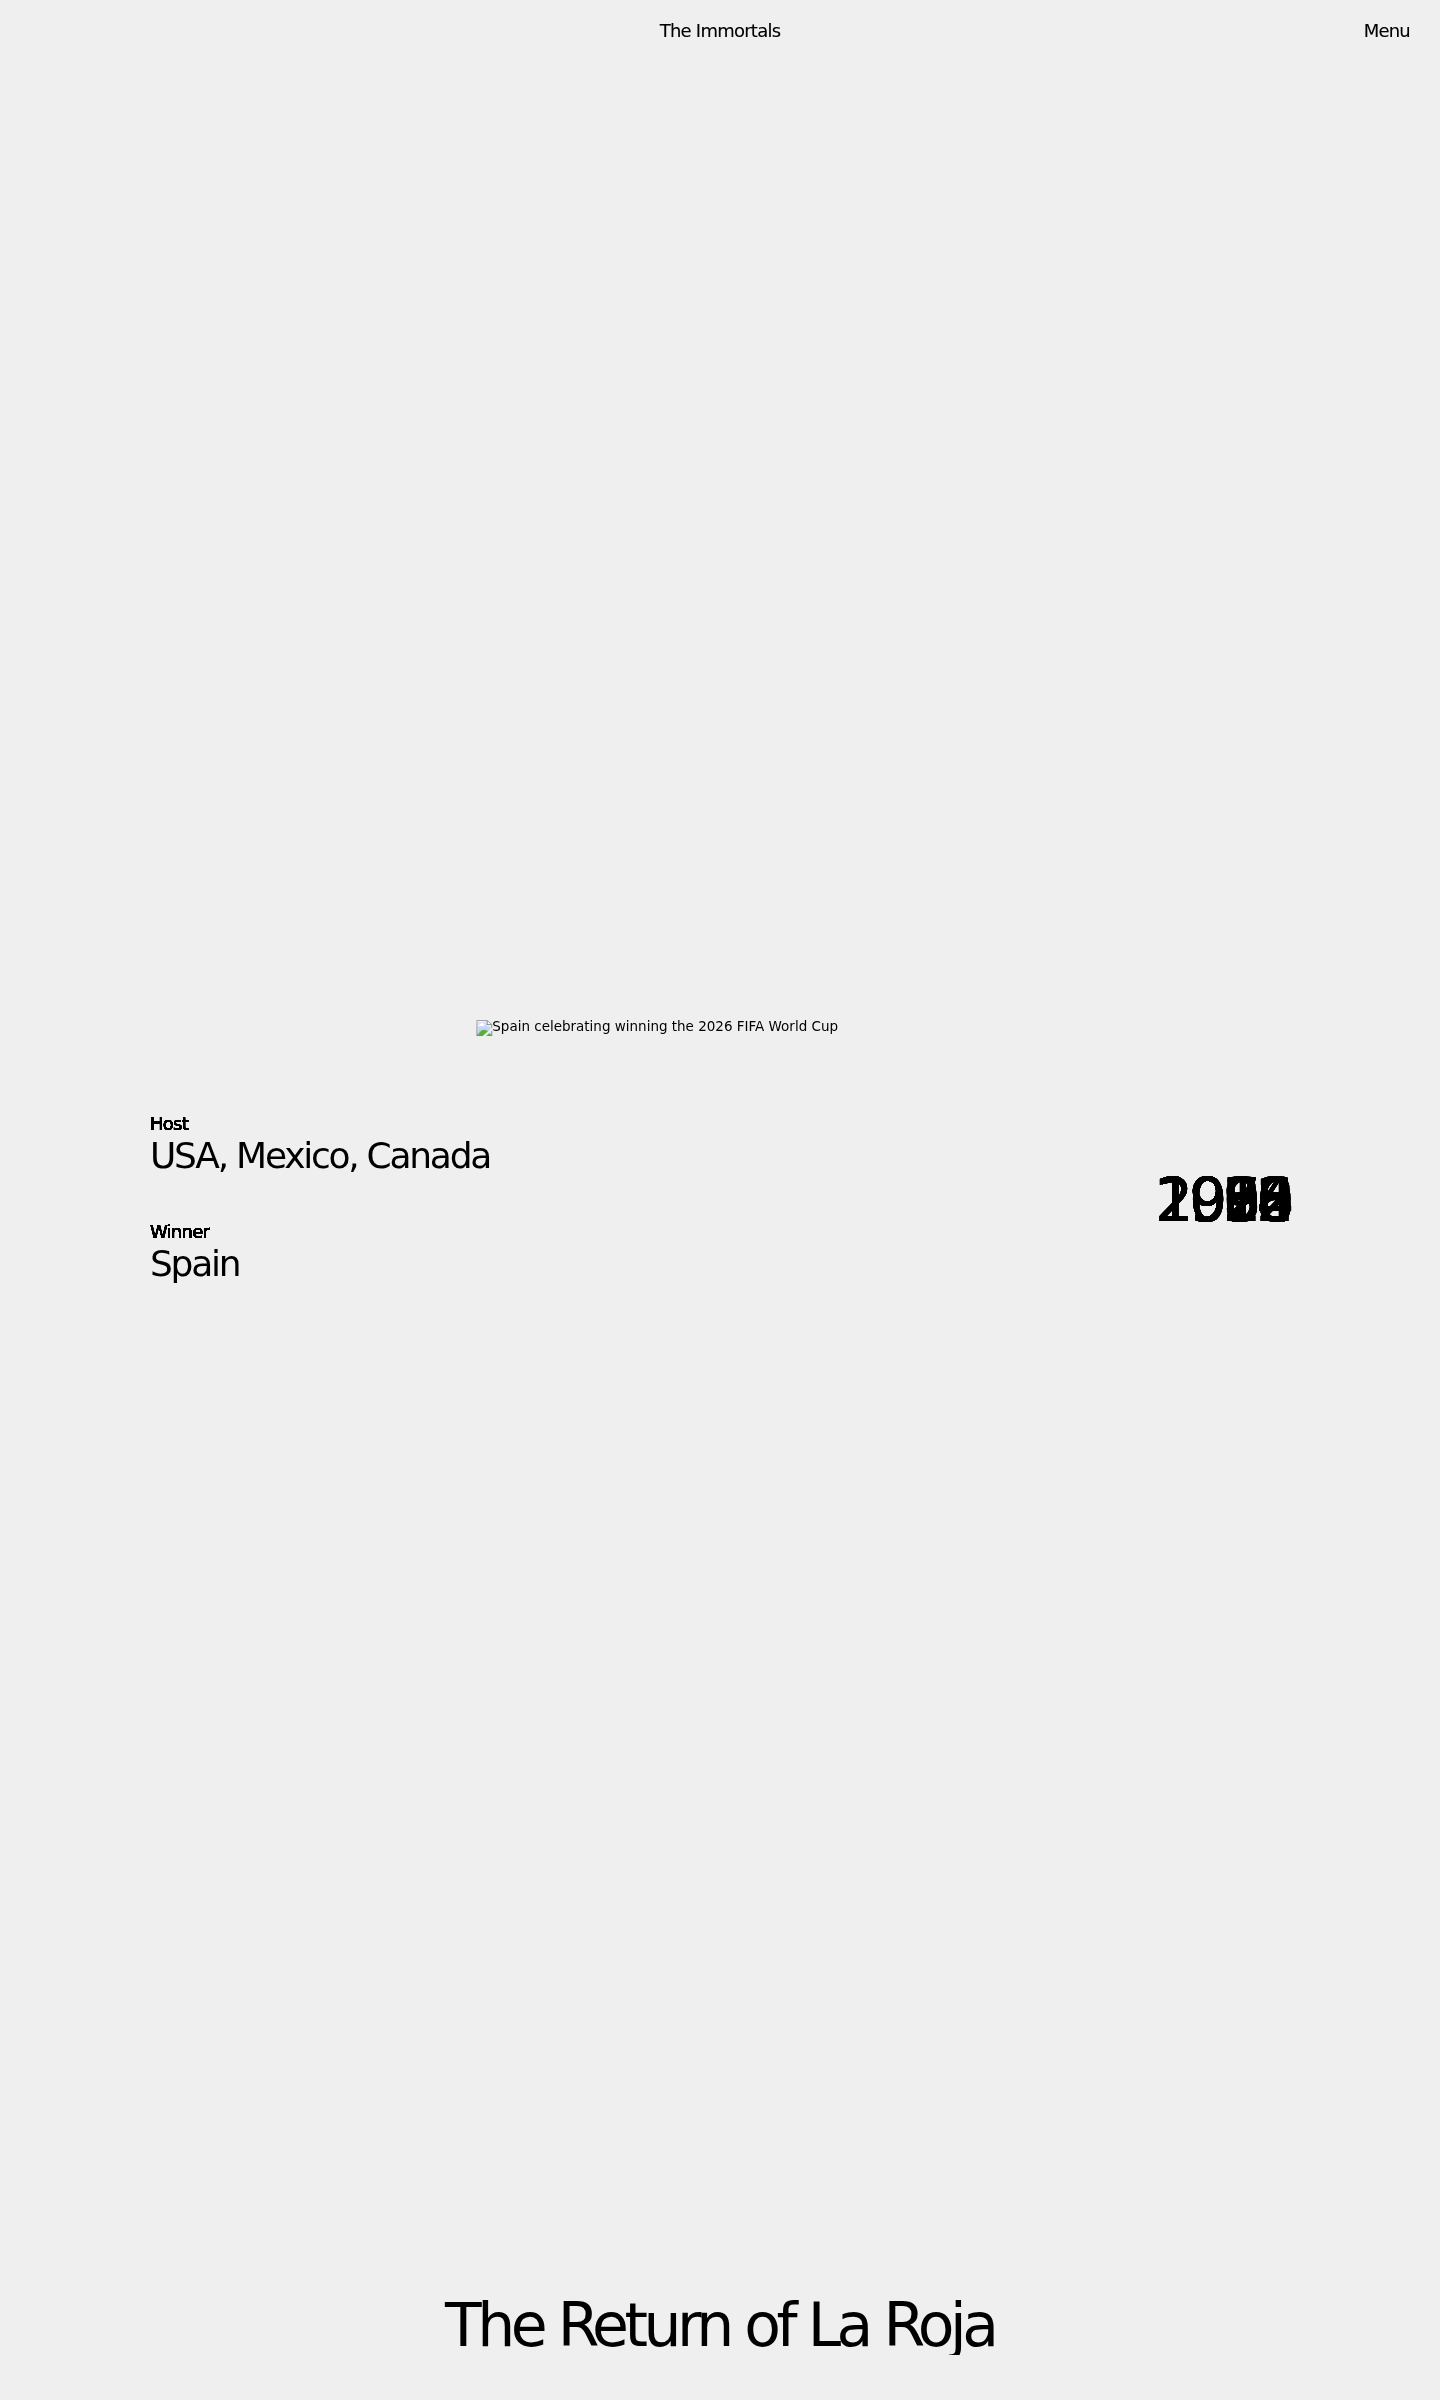 The Immortals
Menu
Spain celebrating winning the 2026 FIFA World Cup
Host
USA, Mexico, Canada
Winner
Spain
The Return of La Roja